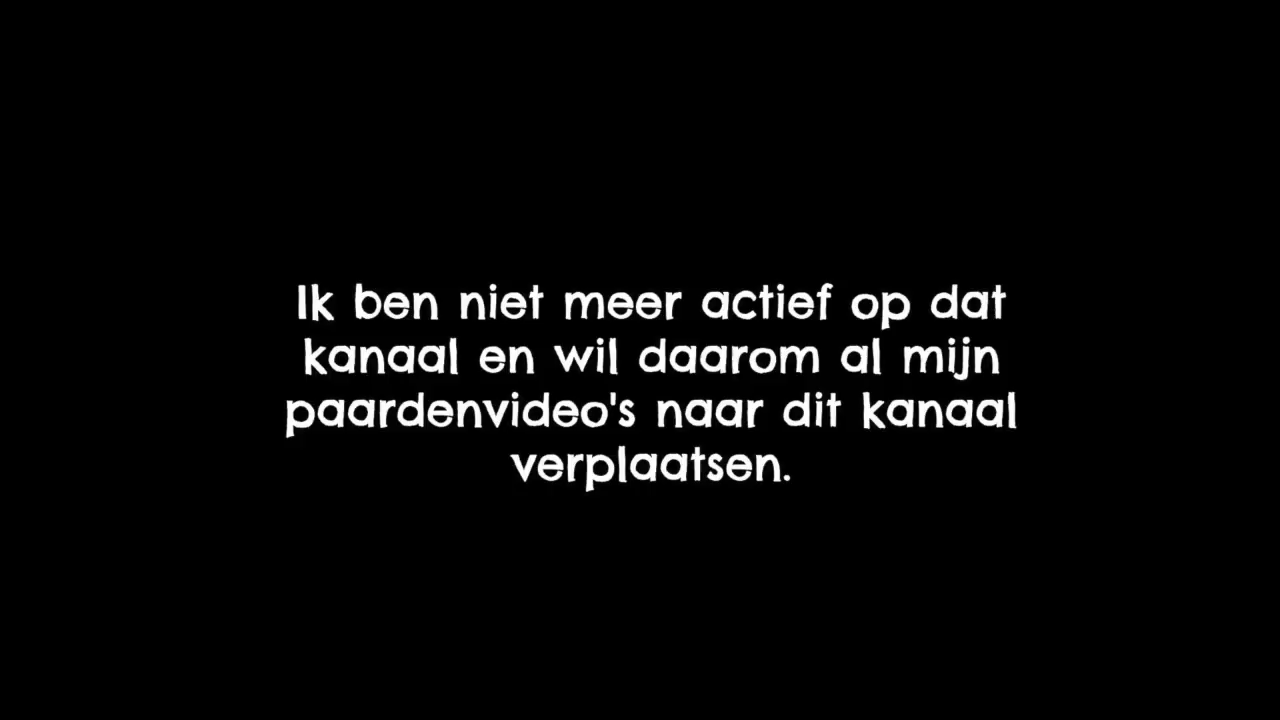 Ik ben niet meer actief op dat
kanaal en wil daarom al mijn
paardenvideo's naar dit kanaal
verplaatsen.